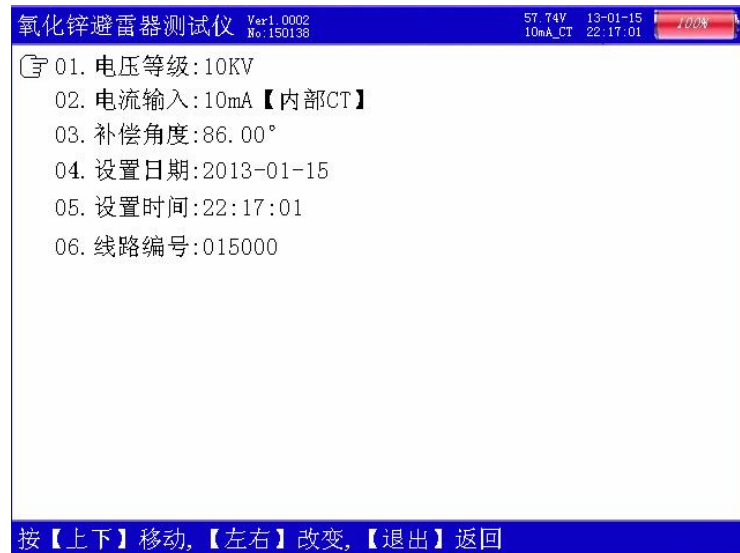 氧化锌避雷器测试仪 Ver1.0002 No:150138 57.74V 10mA_CT 13-01-15 22:17:01 100%
01.电压等级:10KV
02.电流输入:10mA【内部CT】
03.补偿角度:86.00°
04.设置日期:2013-01-15
05.设置时间:22:17:01
06.线路编号:015000
按【上下】移动,【左右】改变,【退出】返回